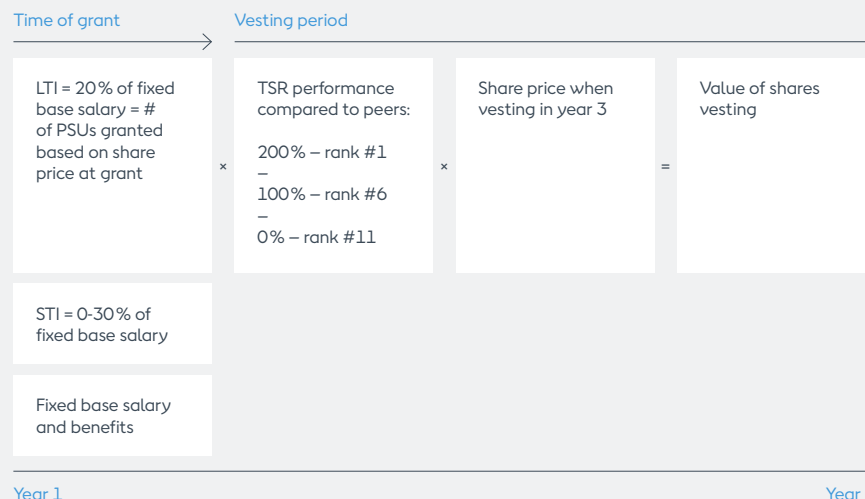 Time of grant
Vesting period
LTI = 20% of fixed
base salary = #
of PSUs granted
based on share
price at grant
×
TSR performance
compared to peers:
200% – rank #1
–
100% – rank #6
–
0% – rank #11
×
Share price when
vesting in year 3
=
Value of shares
vesting
STI = 0-30% of
fixed base salary
Fixed base salary
and benefits
Year 1
Year